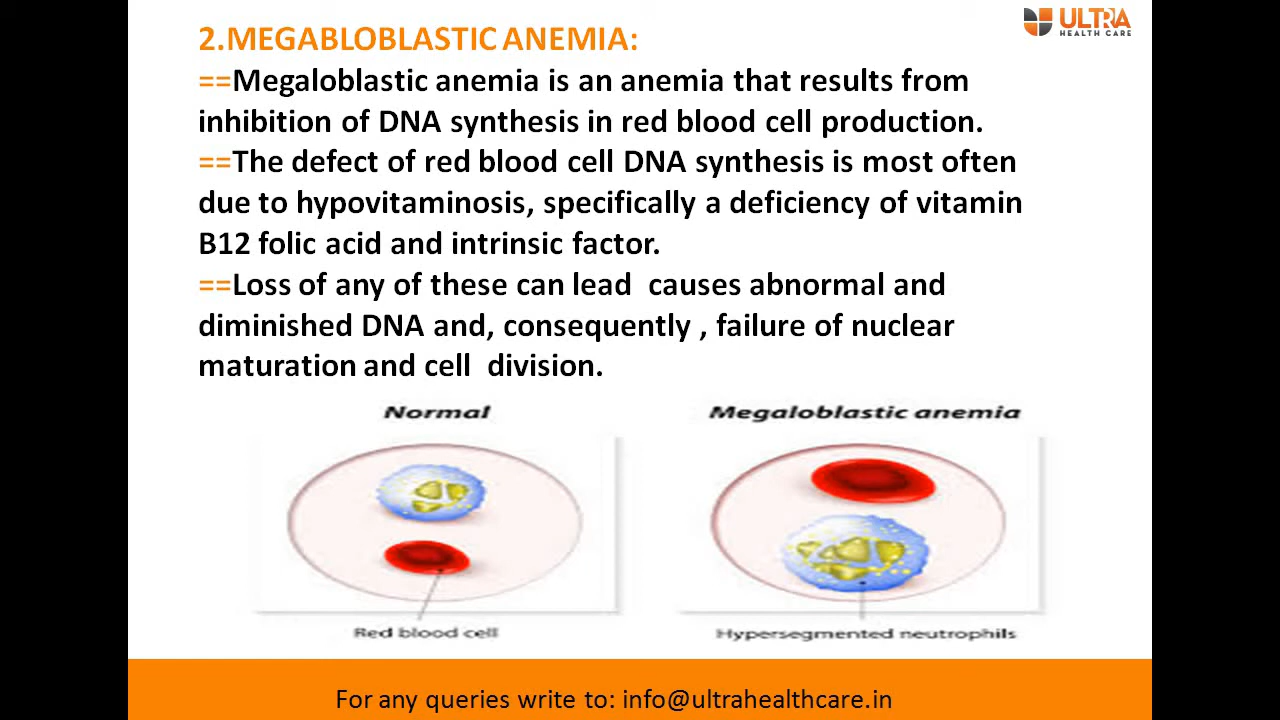 ULTRA
HEALTH CARE
2.MEGABLOBLASTIC ANEMIA:
==Megaloblastic anemia is an anemia that results from
inhibition of DNA synthesis in red blood cell production.
==The defect of red blood cell DNA synthesis is most often
due to hypovitaminosis, specifically a deficiency of vitamin
B12 folic acid and intrinsic factor.
==Loss of any of these can lead  causes abnormal and
diminished DNA and, consequently , failure of nuclear
maturation and cell  division.
Normal
Megaloblastic anemia
Red blood cell
Hypersegmented neutrophils
For any queries write to: info@ultrahealthcare.in